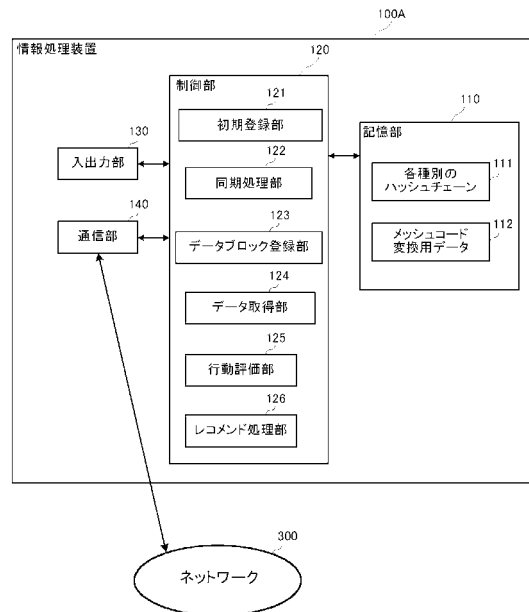 100A
情報処理装置
120
制御部
121
初期登録部
122
同期処理部
123
データブロック登録部
124
データ取得部
125
行動評価部
126
レコメンド処理部
130
入出力部
140
通信部
110
記憶部
各種別の
ハッシュチェーン
111
メッシュコード
変換用データ
112
300
ネットワーク